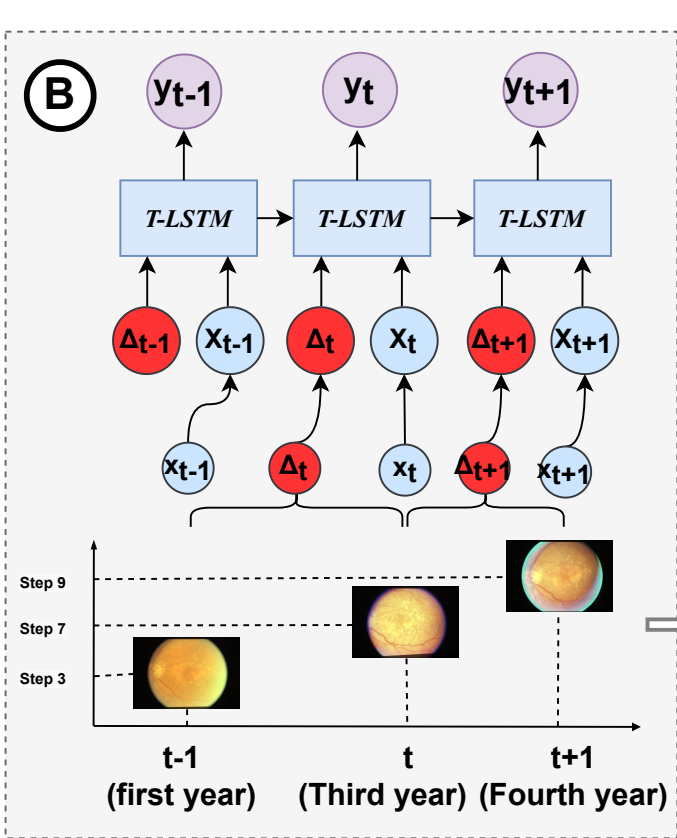 B
yt-1 yt yt+1
T-LSTM T-LSTM T-LSTM
Δt-1 Xt-1 Δt Xt Δt+1 Xt+1
xt-1 Δt xt Δt+1 xt+1
Step 9
Step 7
Step 3
t-1 t t+1
(first year) (Third year) (Fourth year)